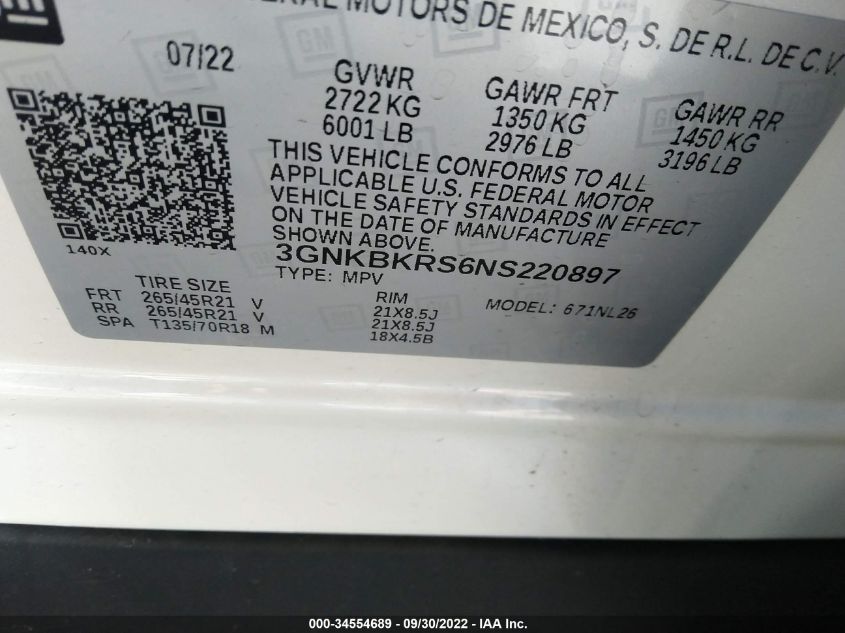 MOTORS DE MEXICO, S. DE R.L. DE C.V.
07/22
GVWR
2722 KG
6001 LB
GAWR FRT
1350 KG
2976 LB
GAWR RR
1450 KG
3196 LB
THIS VEHICLE CONFORMS TO ALL
APPLICABLE U.S. FEDERAL MOTOR
VEHICLE SAFETY STANDARDS IN EFFECT
ON THE DATE OF MANUFACTURE
SHOWN ABOVE.
140X
3GNKBKRS6NS220897
TYPE: MPV
MODEL: 671NL26
TIRE SIZE RIM
FRT 265/45R21 V 21X8.5J
RR 265/45R21 V 21X8.5J
SPA T135/70R18 M 18X4.5B
000-34554689 - 09/30/2022 - IAA Inc.